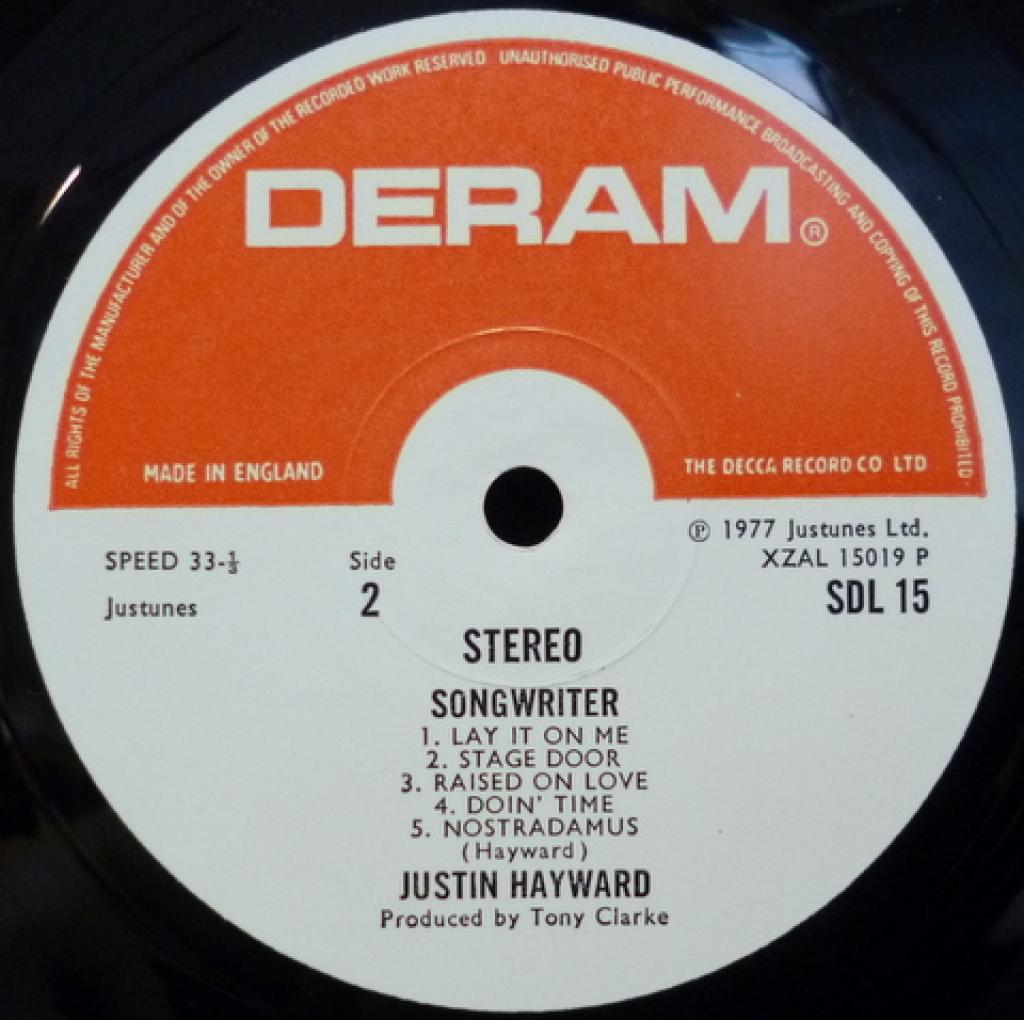 ALL RIGHTS OF THE MANUFACTURER AND OF THE OWNER OF THE RECORDED WORK RESERVED UNAUTHORISED PUBLIC PERFORMANCE BROADCASTING AND COPYING OF THIS RECORD PROHIBITED·
DERAM®
MADE IN ENGLAND
THE DECCA RECORD CO LTD
SPEED 33-⅓
Side
℗ 1977 Justunes Ltd.
XZAL 15019 P
Justunes
2
SDL 15
STEREO
SONGWRITER
1. LAY IT ON ME
2. STAGE DOOR
3. RAISED ON LOVE
4. DOIN' TIME
5. NOSTRADAMUS
(Hayward)
JUSTIN HAYWARD
Produced by Tony Clarke